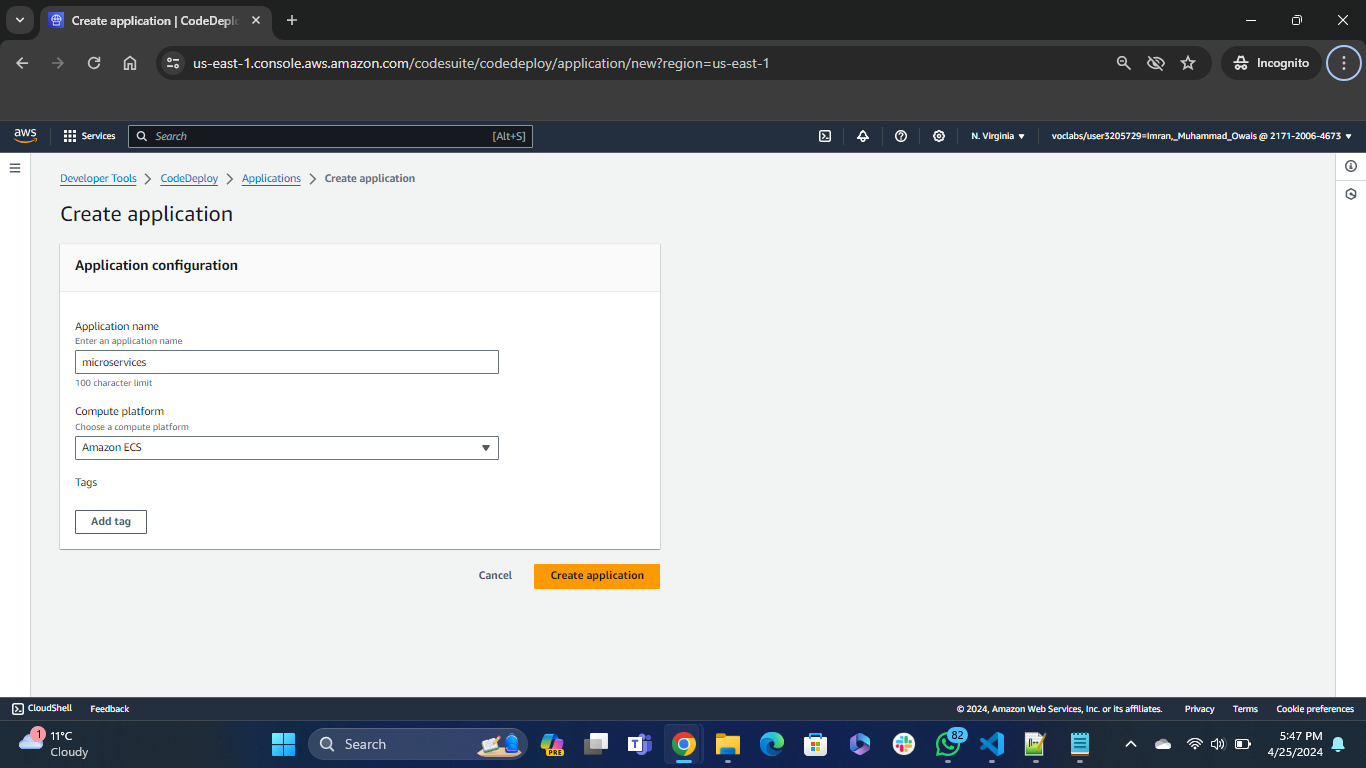 Create application | CodeDeplo
us-east-1.console.aws.amazon.com/codesuite/codedeploy/application/new?region=us-east-1
Incognito
aws
Services
Search
[Alt+S]
N. Virginia
voclabs/user3205729=Imran,_Muhammad_Owais @ 2171-2006-4673
Developer Tools
CodeDeploy
Applications
Create application
Create application
Application configuration
Application name
Enter an application name
microservices
100 character limit
Compute platform
Choose a compute platform
Amazon ECS
Tags
Add tag
Cancel
Create application
CloudShell
Feedback
© 2024, Amazon Web Services, Inc. or its affiliates.
Privacy
Terms
Cookie preferences
1
11°C
Cloudy
Search
PRE
82
5:47 PM
4/25/2024